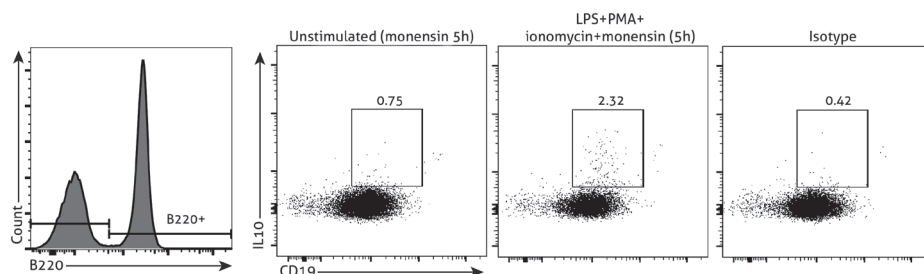 Count
B220+
B220
Unstimulated (monensin 5h)
LPS+PMA+
ionomycin+monensin (5h)
Isotype
0.75
2.32
0.42
IL10
CD19